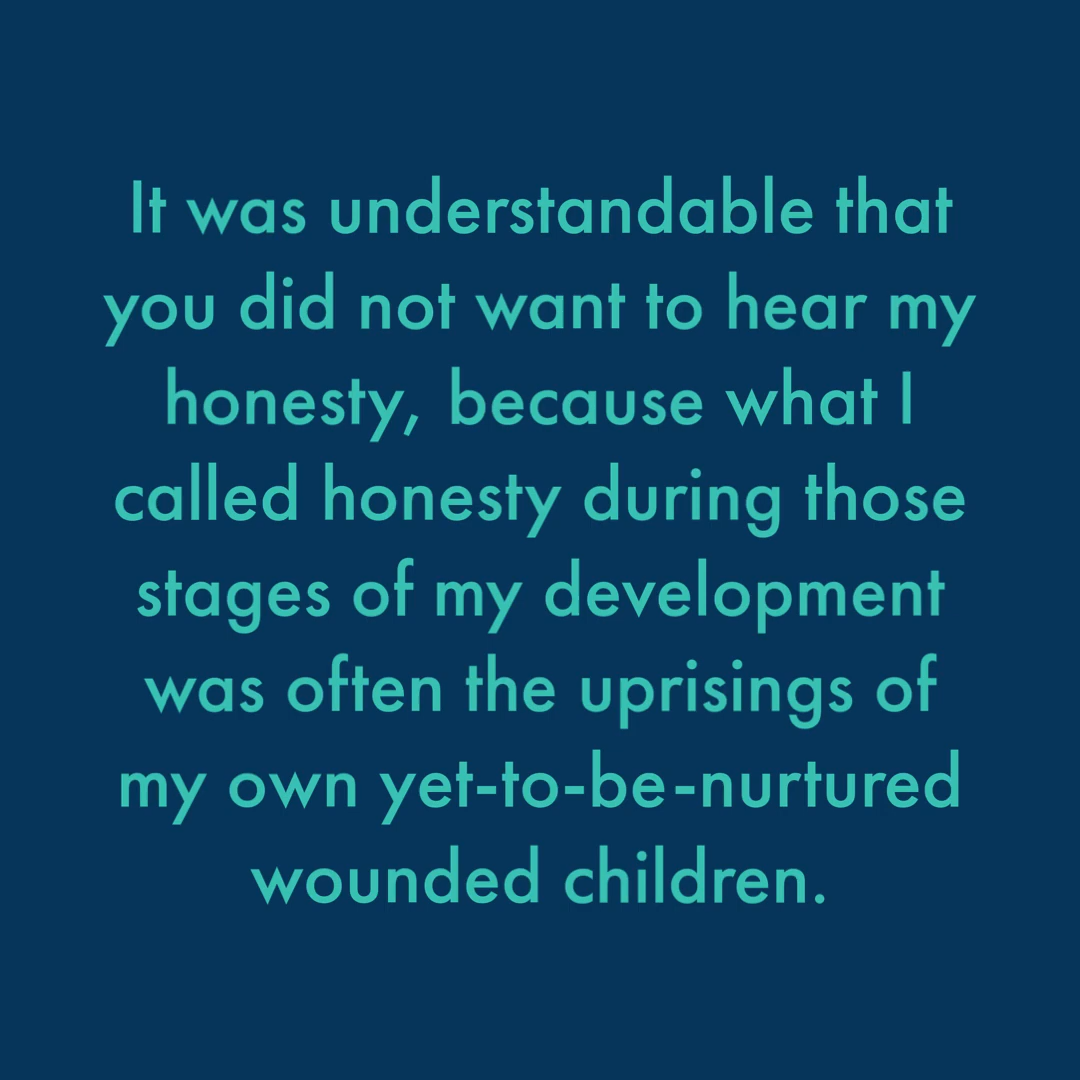 It was understandable that
you did not want to hear my
honesty, because what I
called honesty during those
stages of my development
was often the uprisings of
my own yet-to-be-nurtured
wounded children.